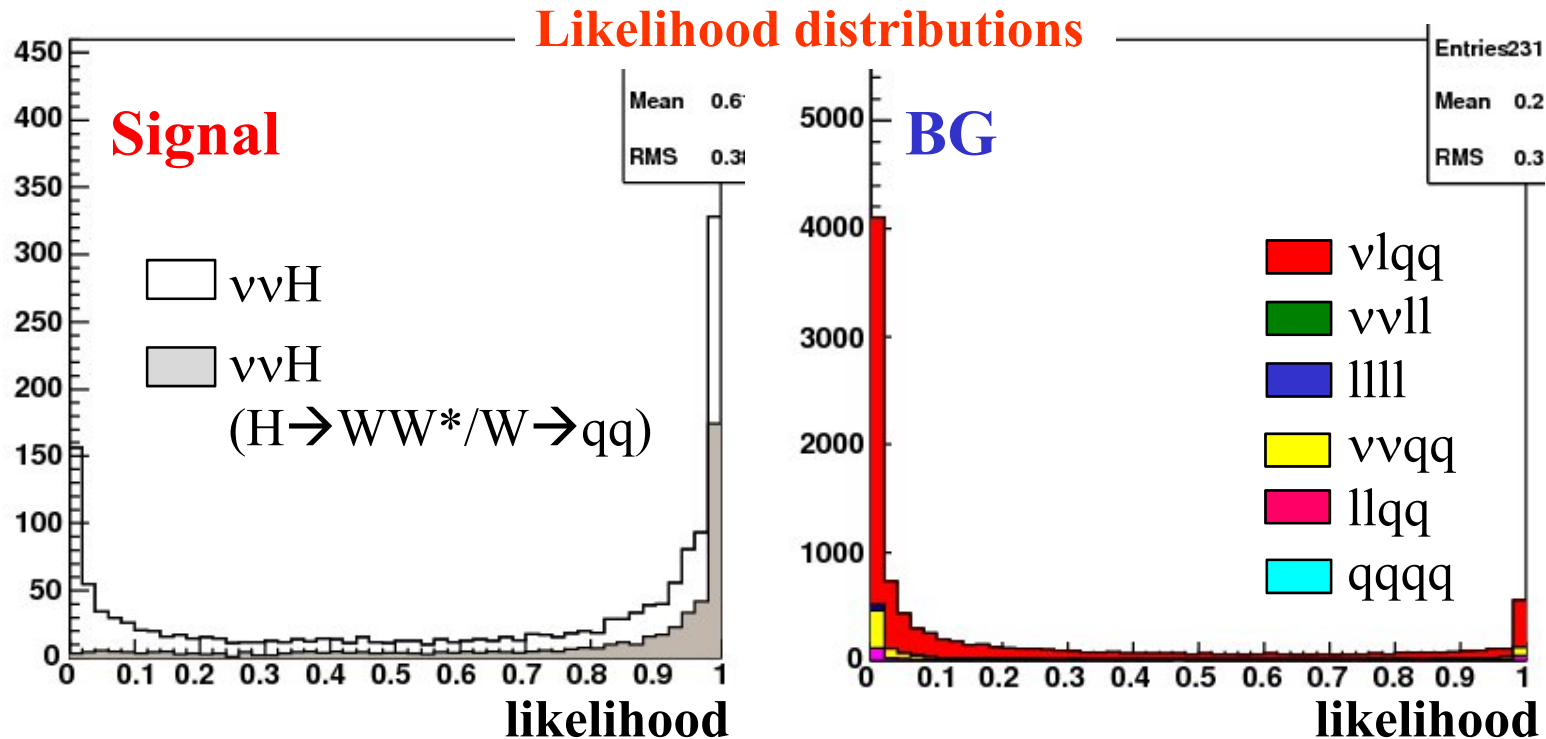 Likelihood distributions
450
400
350
300
250
200
150
100
50
0
Signal
Mean 0.6
RMS 0.3
ννH
ννH
(H→WW*/W→qq)
0 0.1 0.2 0.3 0.4 0.5 0.6 0.7 0.8 0.9 1
likelihood
5000
4000
3000
2000
1000
0
BG
Entries231
Mean 0.2
RMS 0.3
νlqq
ννll
llll
ννqq
llqq
qqqq
0 0.1 0.2 0.3 0.4 0.5 0.6 0.7 0.8 0.9 1
likelihood